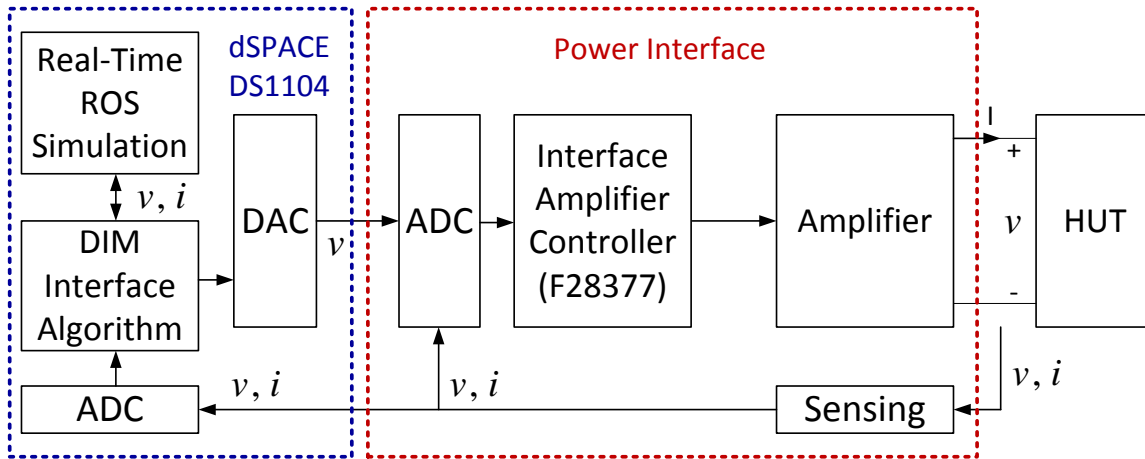 Real-Time
ROS
Simulation
dSPACE
DS1104
Power Interface
v, i
DIM
Interface
Algorithm
DAC
v
ADC
Interface
Amplifier
Controller
(F28377)
Amplifier
I
+
v
-
HUT
ADC
v, i
v, i
Sensing
v, i